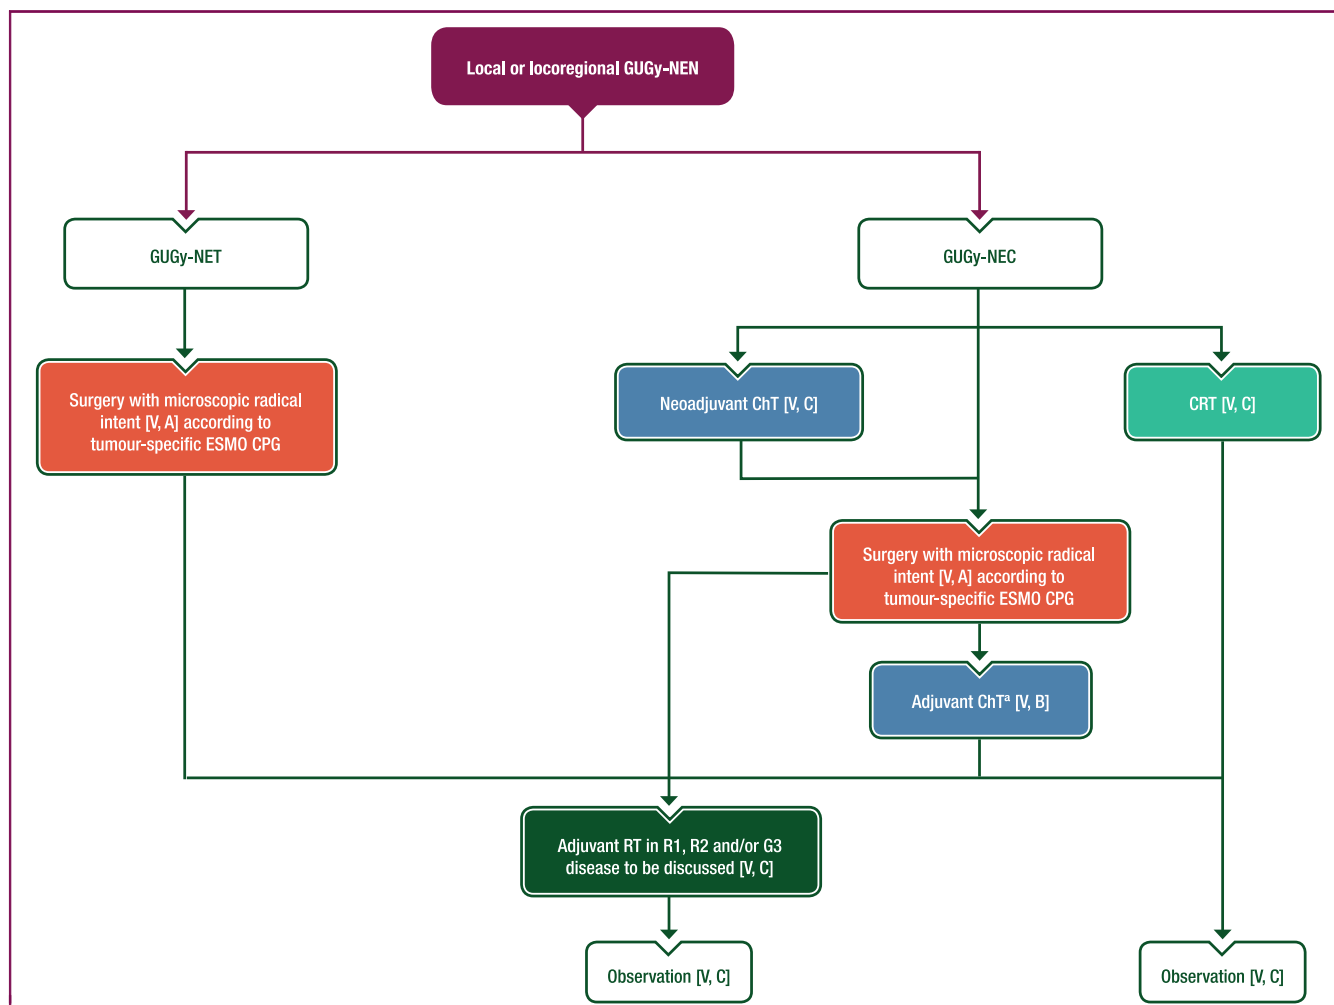 Local or locoregional GUGy-NEN
GUGy-NET
GUGy-NEC
Surgery with microscopic radical
intent [V, A] according to
tumour-specific ESMO CPG
Neoadjuvant ChT [V, C]
CRT [V, C]
Surgery with microscopic radical
intent [V, A] according to
tumour-specific ESMO CPG
Adjuvant ChTᵃ [V, B]
Adjuvant RT in R1, R2 and/or G3
disease to be discussed [V, C]
Observation [V, C]
Observation [V, C]